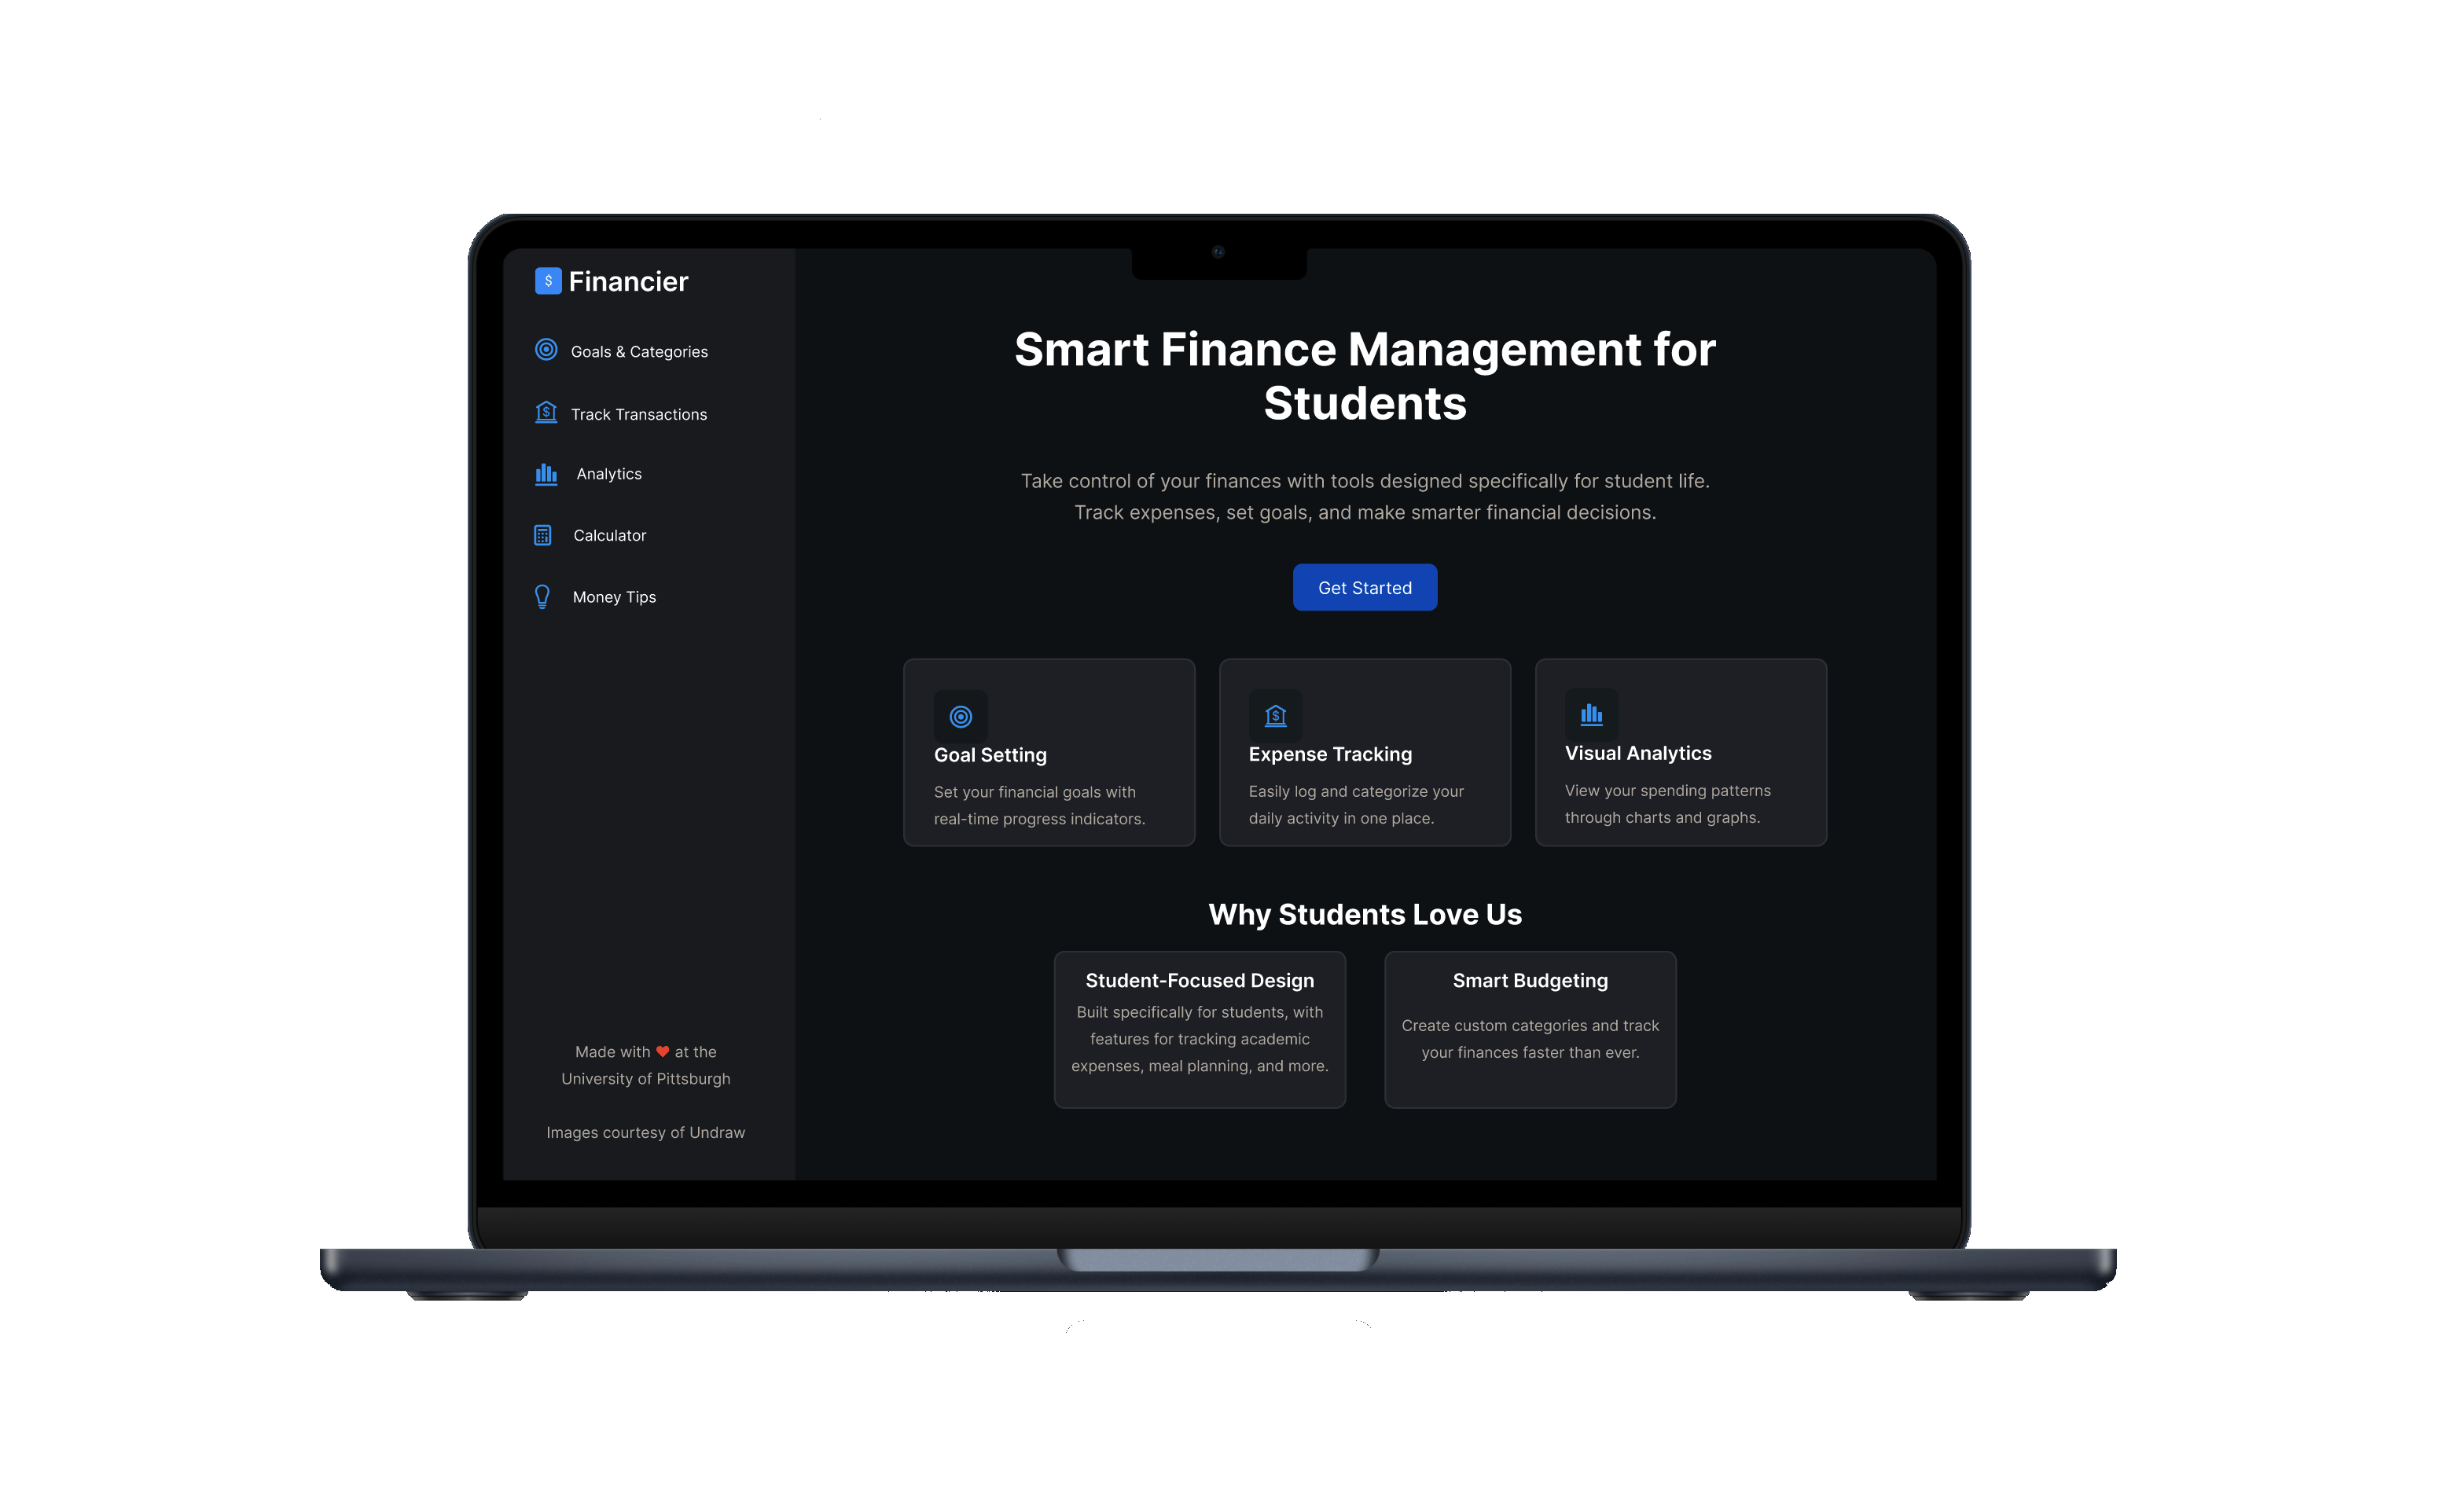 $ Financier
Goals & Categories
$ Track Transactions
Analytics
Calculator
Money Tips
Made with ❤ at the
University of Pittsburgh
Images courtesy of Undraw
Smart Finance Management for
Students
Take control of your finances with tools designed specifically for student life.
Track expenses, set goals, and make smarter financial decisions.
Get Started
Goal Setting
Set your financial goals with
real-time progress indicators.
$
Expense Tracking
Easily log and categorize your
daily activity in one place.
Visual Analytics
View your spending patterns
through charts and graphs.
Why Students Love Us
Student-Focused Design
Built specifically for students, with
features for tracking academic
expenses, meal planning, and more.
Smart Budgeting
Create custom categories and track
your finances faster than ever.